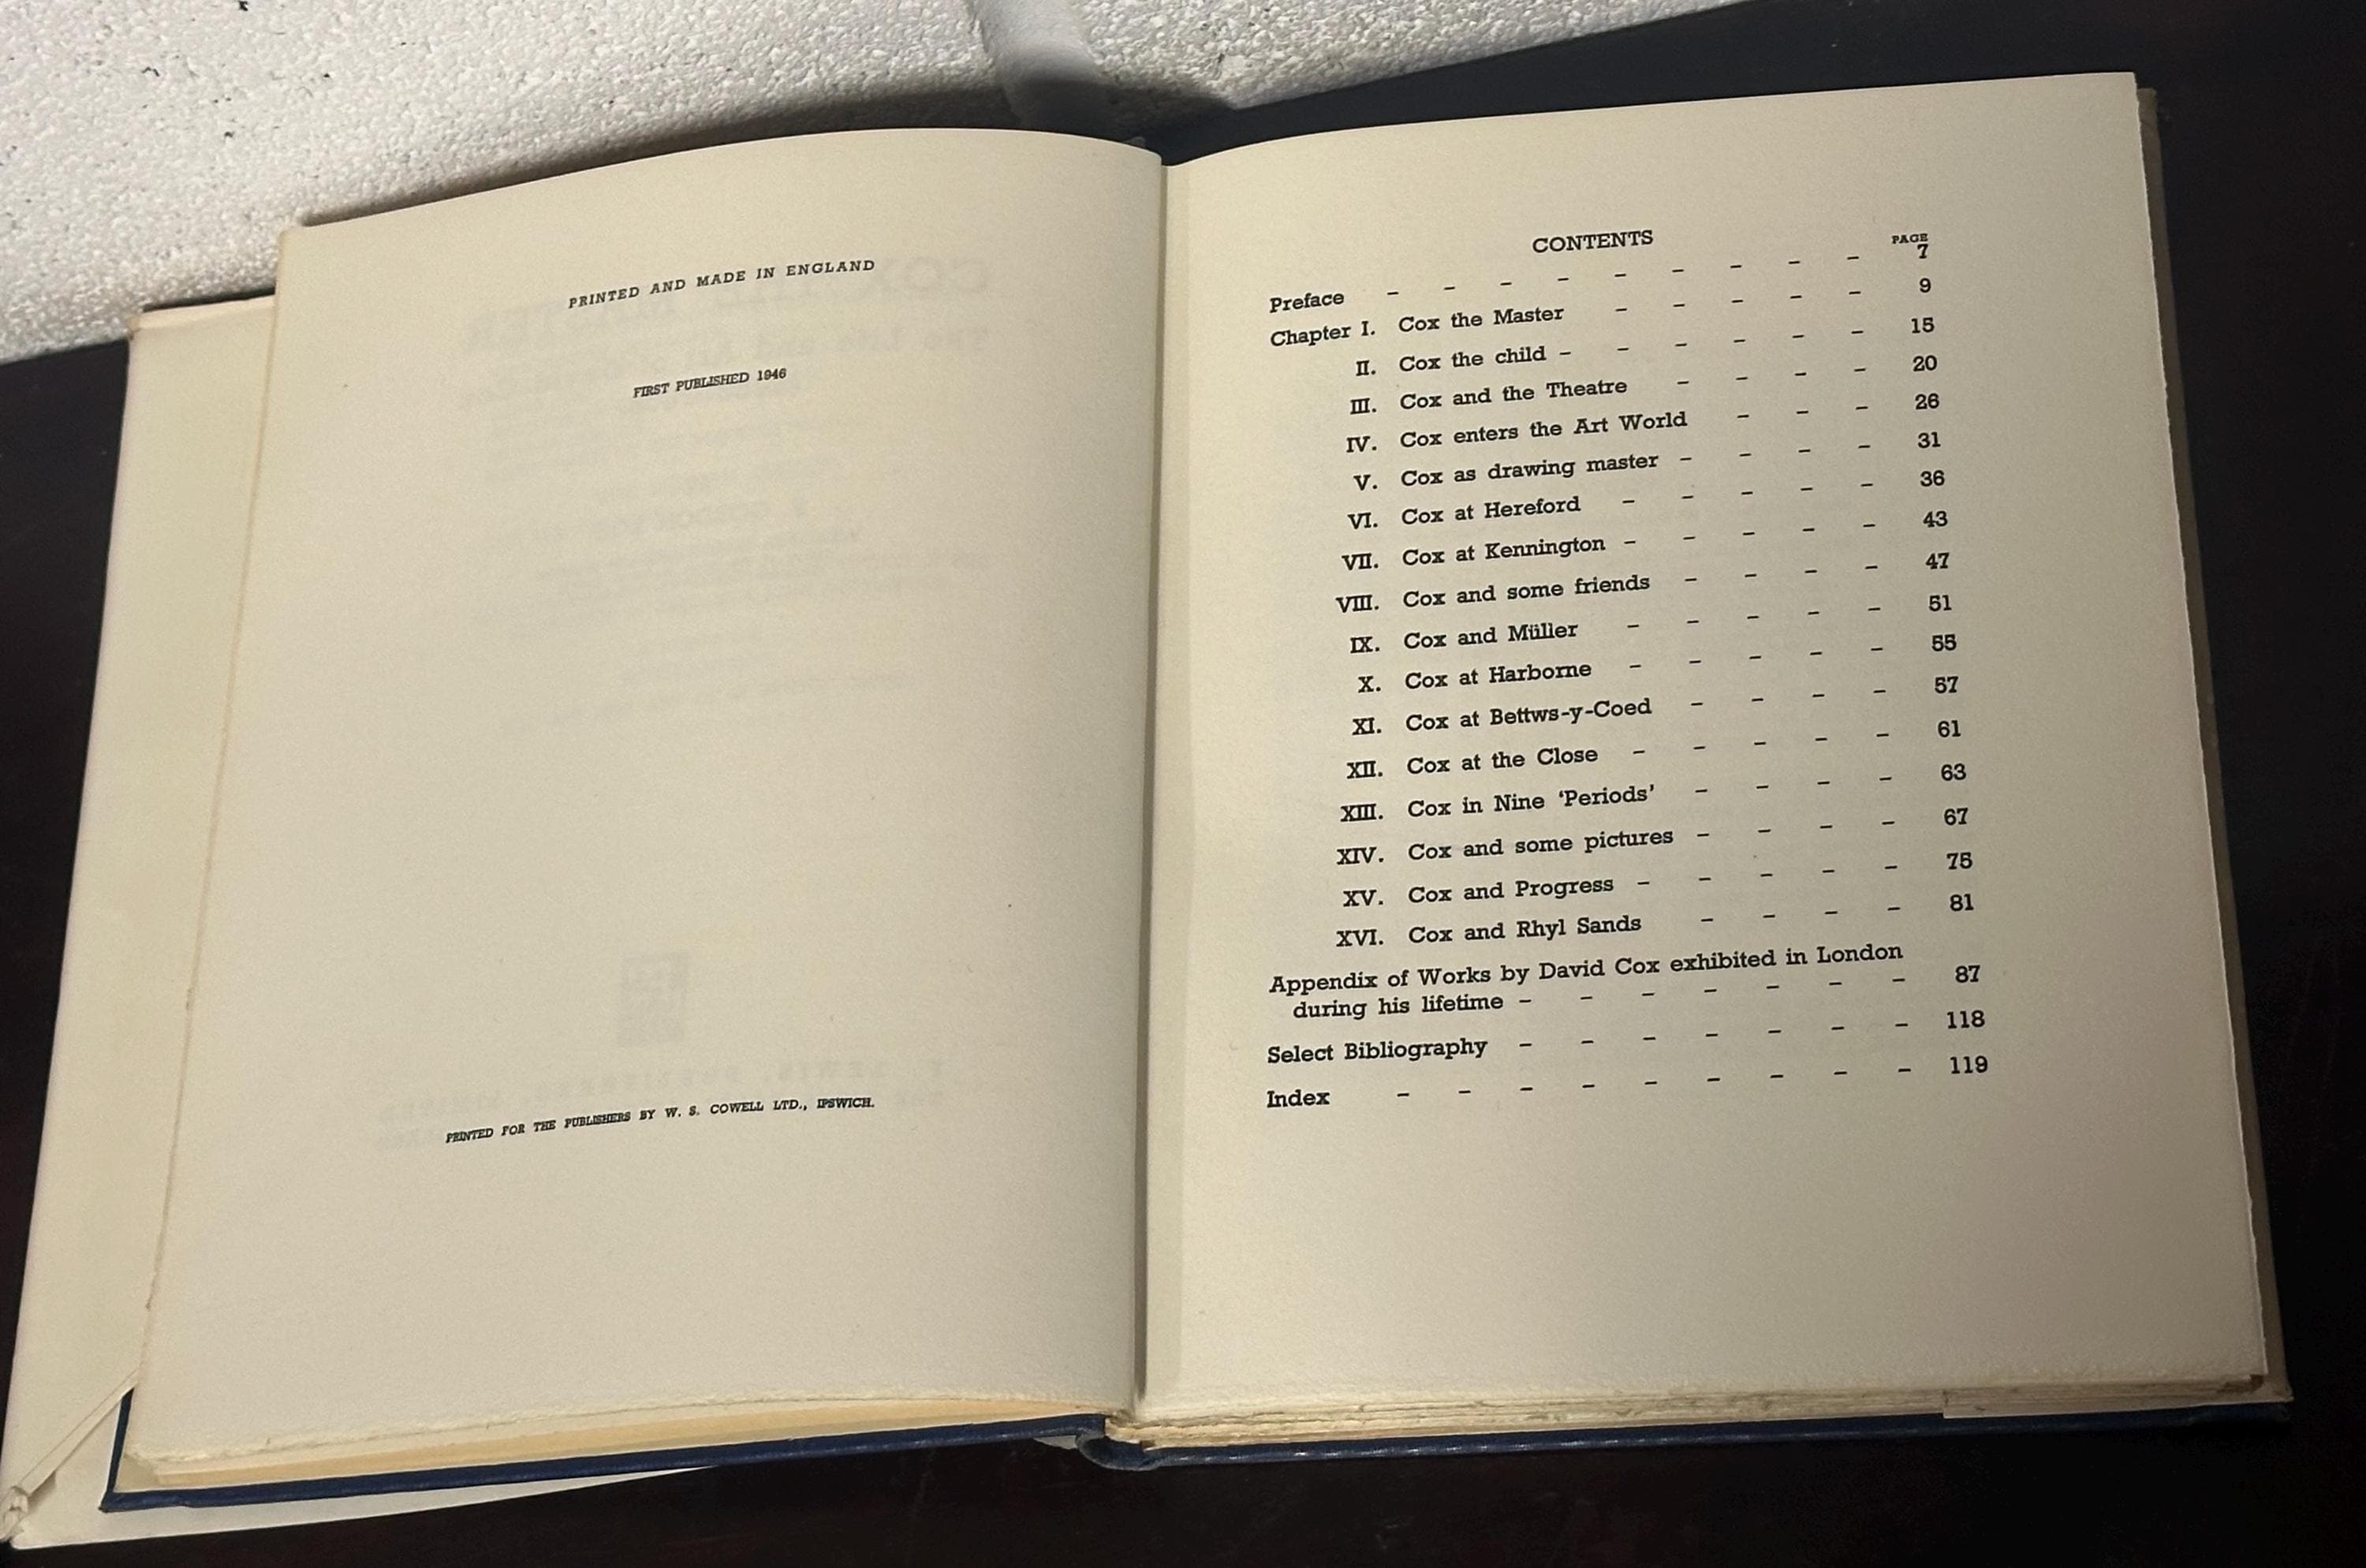 PRINTED AND MADE IN ENGLAND
FIRST PUBLISHED 1946
PRINTED FOR THE PUBLISHERS BY W. S. COWELL LTD., IPSWICH.
CONTENTS
PAGE
Preface - - - - - - - - - 7
Chapter I. Cox the Master - - - - - 9
II. Cox the child - - - - - - 15
III. Cox and the Theatre - - - - 20
IV. Cox enters the Art World - - - 26
V. Cox as drawing master - - - - 31
VI. Cox at Hereford - - - - - 36
VII. Cox at Kennington - - - - - 43
VIII. Cox and some friends - - - - 47
IX. Cox and Müller - - - - - 51
X. Cox at Harborne - - - - - 55
XI. Cox at Bettws-y-Coed - - - - 57
XII. Cox at the Close - - - - - 61
XIII. Cox in Nine ‘Periods’ - - - - 63
XIV. Cox and some pictures - - - - 67
XV. Cox and Progress - - - - - 75
XVI. Cox and Rhyl Sands - - - - 81
Appendix of Works by David Cox exhibited in London
during his lifetime - - - - - - - 87
Select Bibliography - - - - - - - 118
Index - - - - - - - - - 119